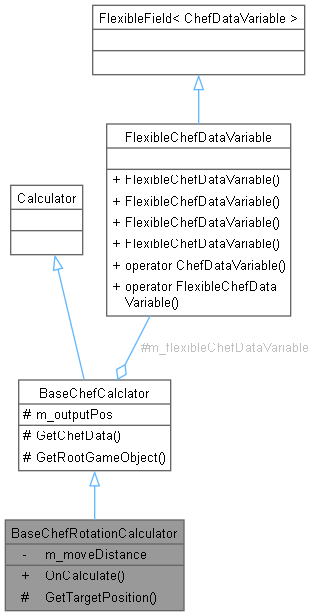 FlexibleField< ChefDataVariable >
FlexibleChefDataVariable
+ FlexibleChefDataVariable()
+ FlexibleChefDataVariable()
+ FlexibleChefDataVariable()
+ FlexibleChefDataVariable()
+ operator ChefDataVariable()
+ operator FlexibleChefData
Variable()
Calculator
#m_flexibleChefDataVariable
BaseChefCalclator
# m_outputPos
# GetChefData()
# GetRootGameObject()
BaseChefRotationCalculator
- m_moveDistance
+ OnCalculate()
# GetTargetPosition()